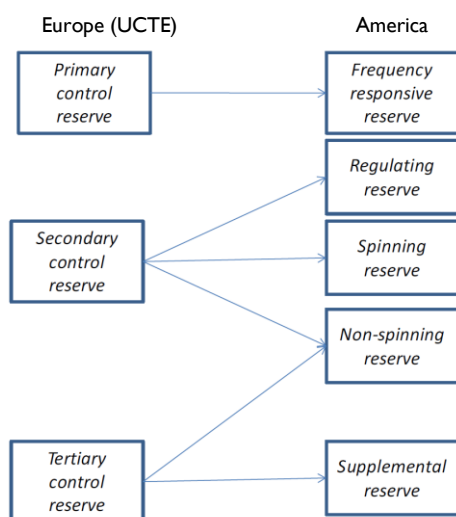 Europe (UCTE)
America
Primary
control
reserve
Frequency
responsive
reserve
Regulating
reserve
Secondary
control
reserve
Spinning
reserve
Non-spinning
reserve
Tertiary
control
reserve
Supplemental
reserve